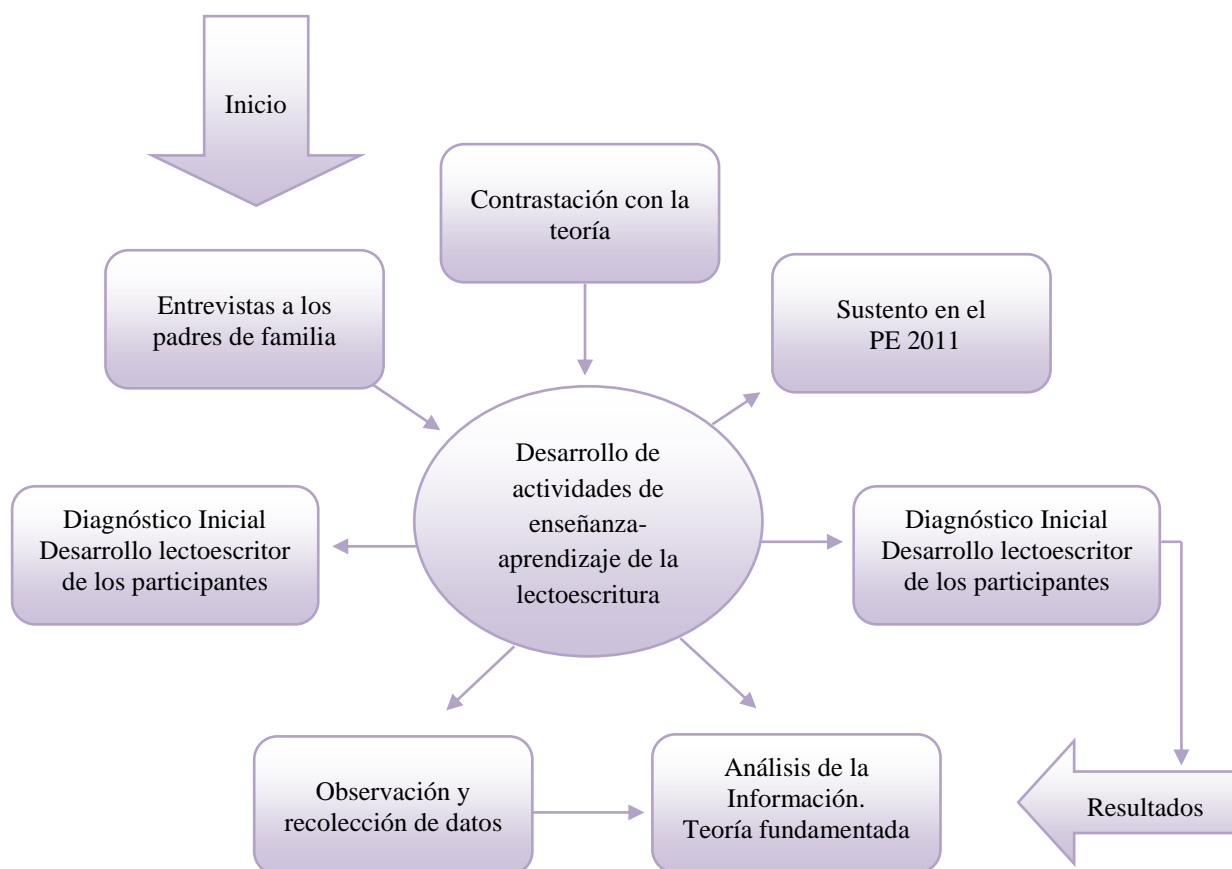 Inicio
Contrastación con la
teoría
Entrevistas a los
padres de familia
Sustento en el
PE 2011
Desarrollo de
actividades de
enseñanza-
aprendizaje de la
lectoescritura
Diagnóstico Inicial
Desarrollo lectoescritor
de los participantes
Diagnóstico Inicial
Desarrollo lectoescritor
de los participantes
Observación y
recolección de datos
Análisis de la
Información.
Teoría fundamentada
Resultados